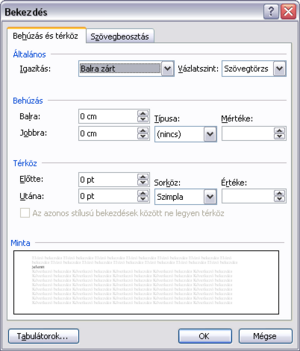 Bekezdés
Behúzás és térköz Szövegbeosztás
Általános
Igazítás: Balra zárt Vázlatszint: Szövegtörzs
Behúzás
Balra: 0 cm Típusa: Mértéke:
Jobbra: 0 cm (nincs)
Térköz
Előtte: 0 pt Sorköz: Értéke:
Utána: 0 pt Szimpla
Az azonos stílusú bekezdések között ne legyen térköz
Minta
Tabulátorok... OK Mégse